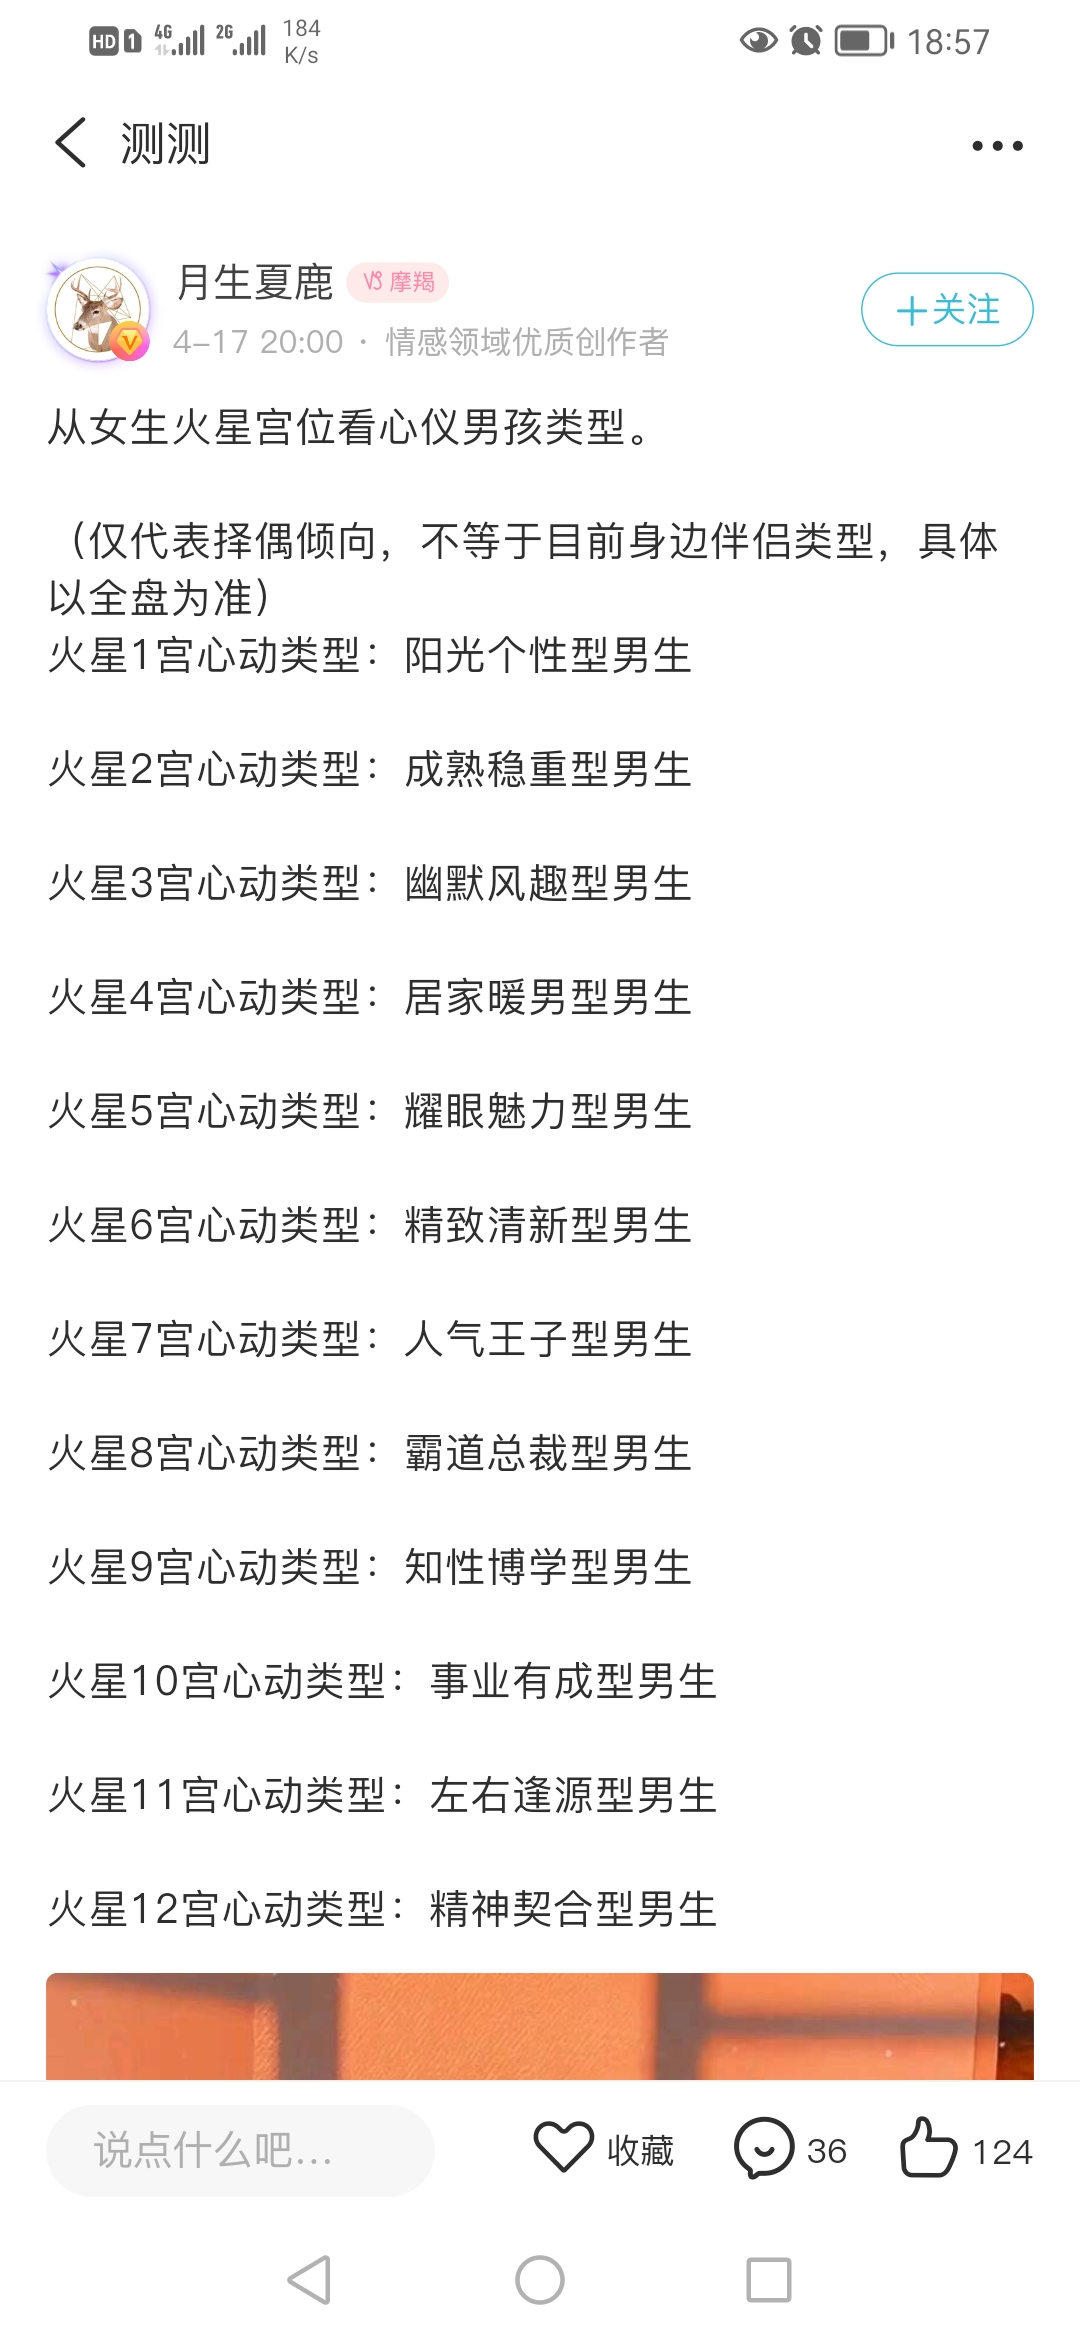 HD 1 4G 2G 184 K/s 18:57
测测
月生夏鹿 摩羯
4-17 20:00 · 情感领域优质创作者
+关注
从女生火星宫位看心仪男孩类型。
（仅代表择偶倾向，不等于目前身边伴侣类型，具体
以全盘为准）
火星1宫心动类型：阳光个性型男生
火星2宫心动类型：成熟稳重型男生
火星3宫心动类型：幽默风趣型男生
火星4宫心动类型：居家暖男型男生
火星5宫心动类型：耀眼魅力型男生
火星6宫心动类型：精致清新型男生
火星7宫心动类型：人气王子型男生
火星8宫心动类型：霸道总裁型男生
火星9宫心动类型：知性博学型男生
火星10宫心动类型：事业有成型男生
火星11宫心动类型：左右逢源型男生
火星12宫心动类型：精神契合型男生
说点什么吧... 收藏 36 124